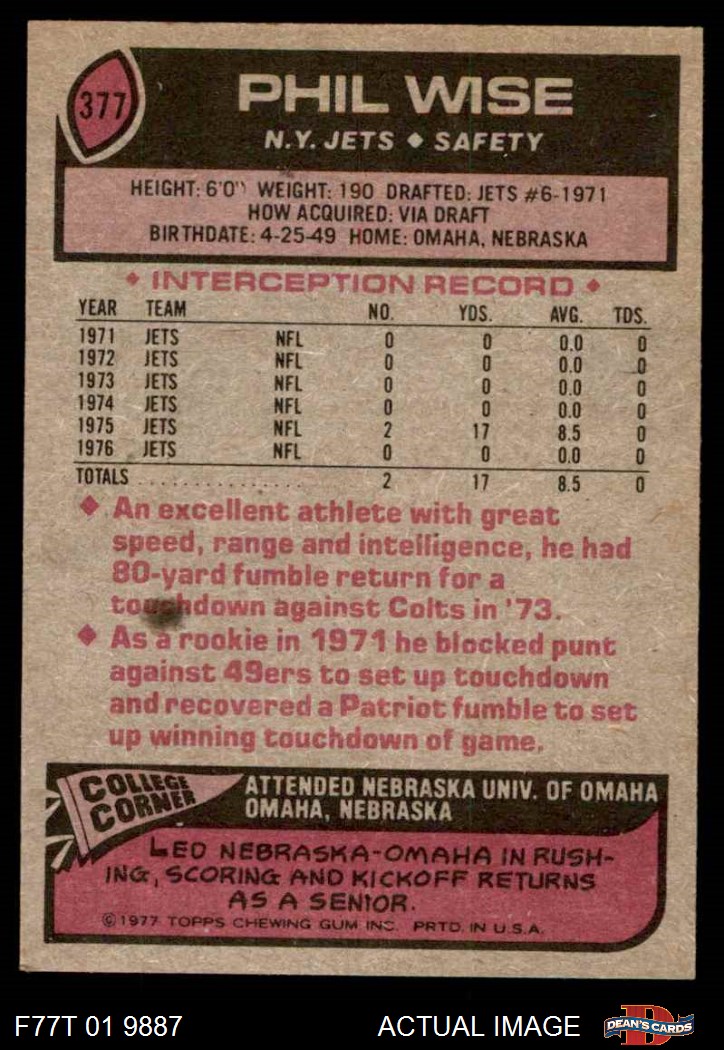 377
PHIL WISE
N.Y. JETS ♦ SAFETY
HEIGHT: 6'0" WEIGHT: 190 DRAFTED: JETS #6-1971
HOW ACQUIRED: VIA DRAFT
BIRTHDATE: 4-25-49 HOME: OMAHA, NEBRASKA
♦ INTERCEPTION RECORD ♦
YEAR TEAM NO. YDS. AVG. TDS.
1971 JETS NFL 0 0 0.0 0
1972 JETS NFL 0 0 0.0 0
1973 JETS NFL 0 0 0.0 0
1974 JETS NFL 0 0 0.0 0
1975 JETS NFL 2 17 8.5 0
1976 JETS NFL 0 0 0.0 0
TOTALS ............... 2 17 8.5 0
♦ An excellent athlete with great
speed, range and intelligence, he had
80-yard fumble return for a
touchdown against Colts in '73.
♦ As a rookie in 1971 he blocked punt
against 49ers to set up touchdown
and recovered a Patriot fumble to set
up winning touchdown of game.
COLLEGE
CORNER
ATTENDED NEBRASKA UNIV. OF OMAHA
OMAHA, NEBRASKA
LED NEBRASKA-OMAHA IN RUSH-
ING, SCORING AND KICKOFF RETURNS
AS A SENIOR.
©1977 TOPPS CHEWING GUM INC. PRTD. IN U.S.A.
F77T 01 9887 ACTUAL IMAGE
D
DEAN'S CARDS